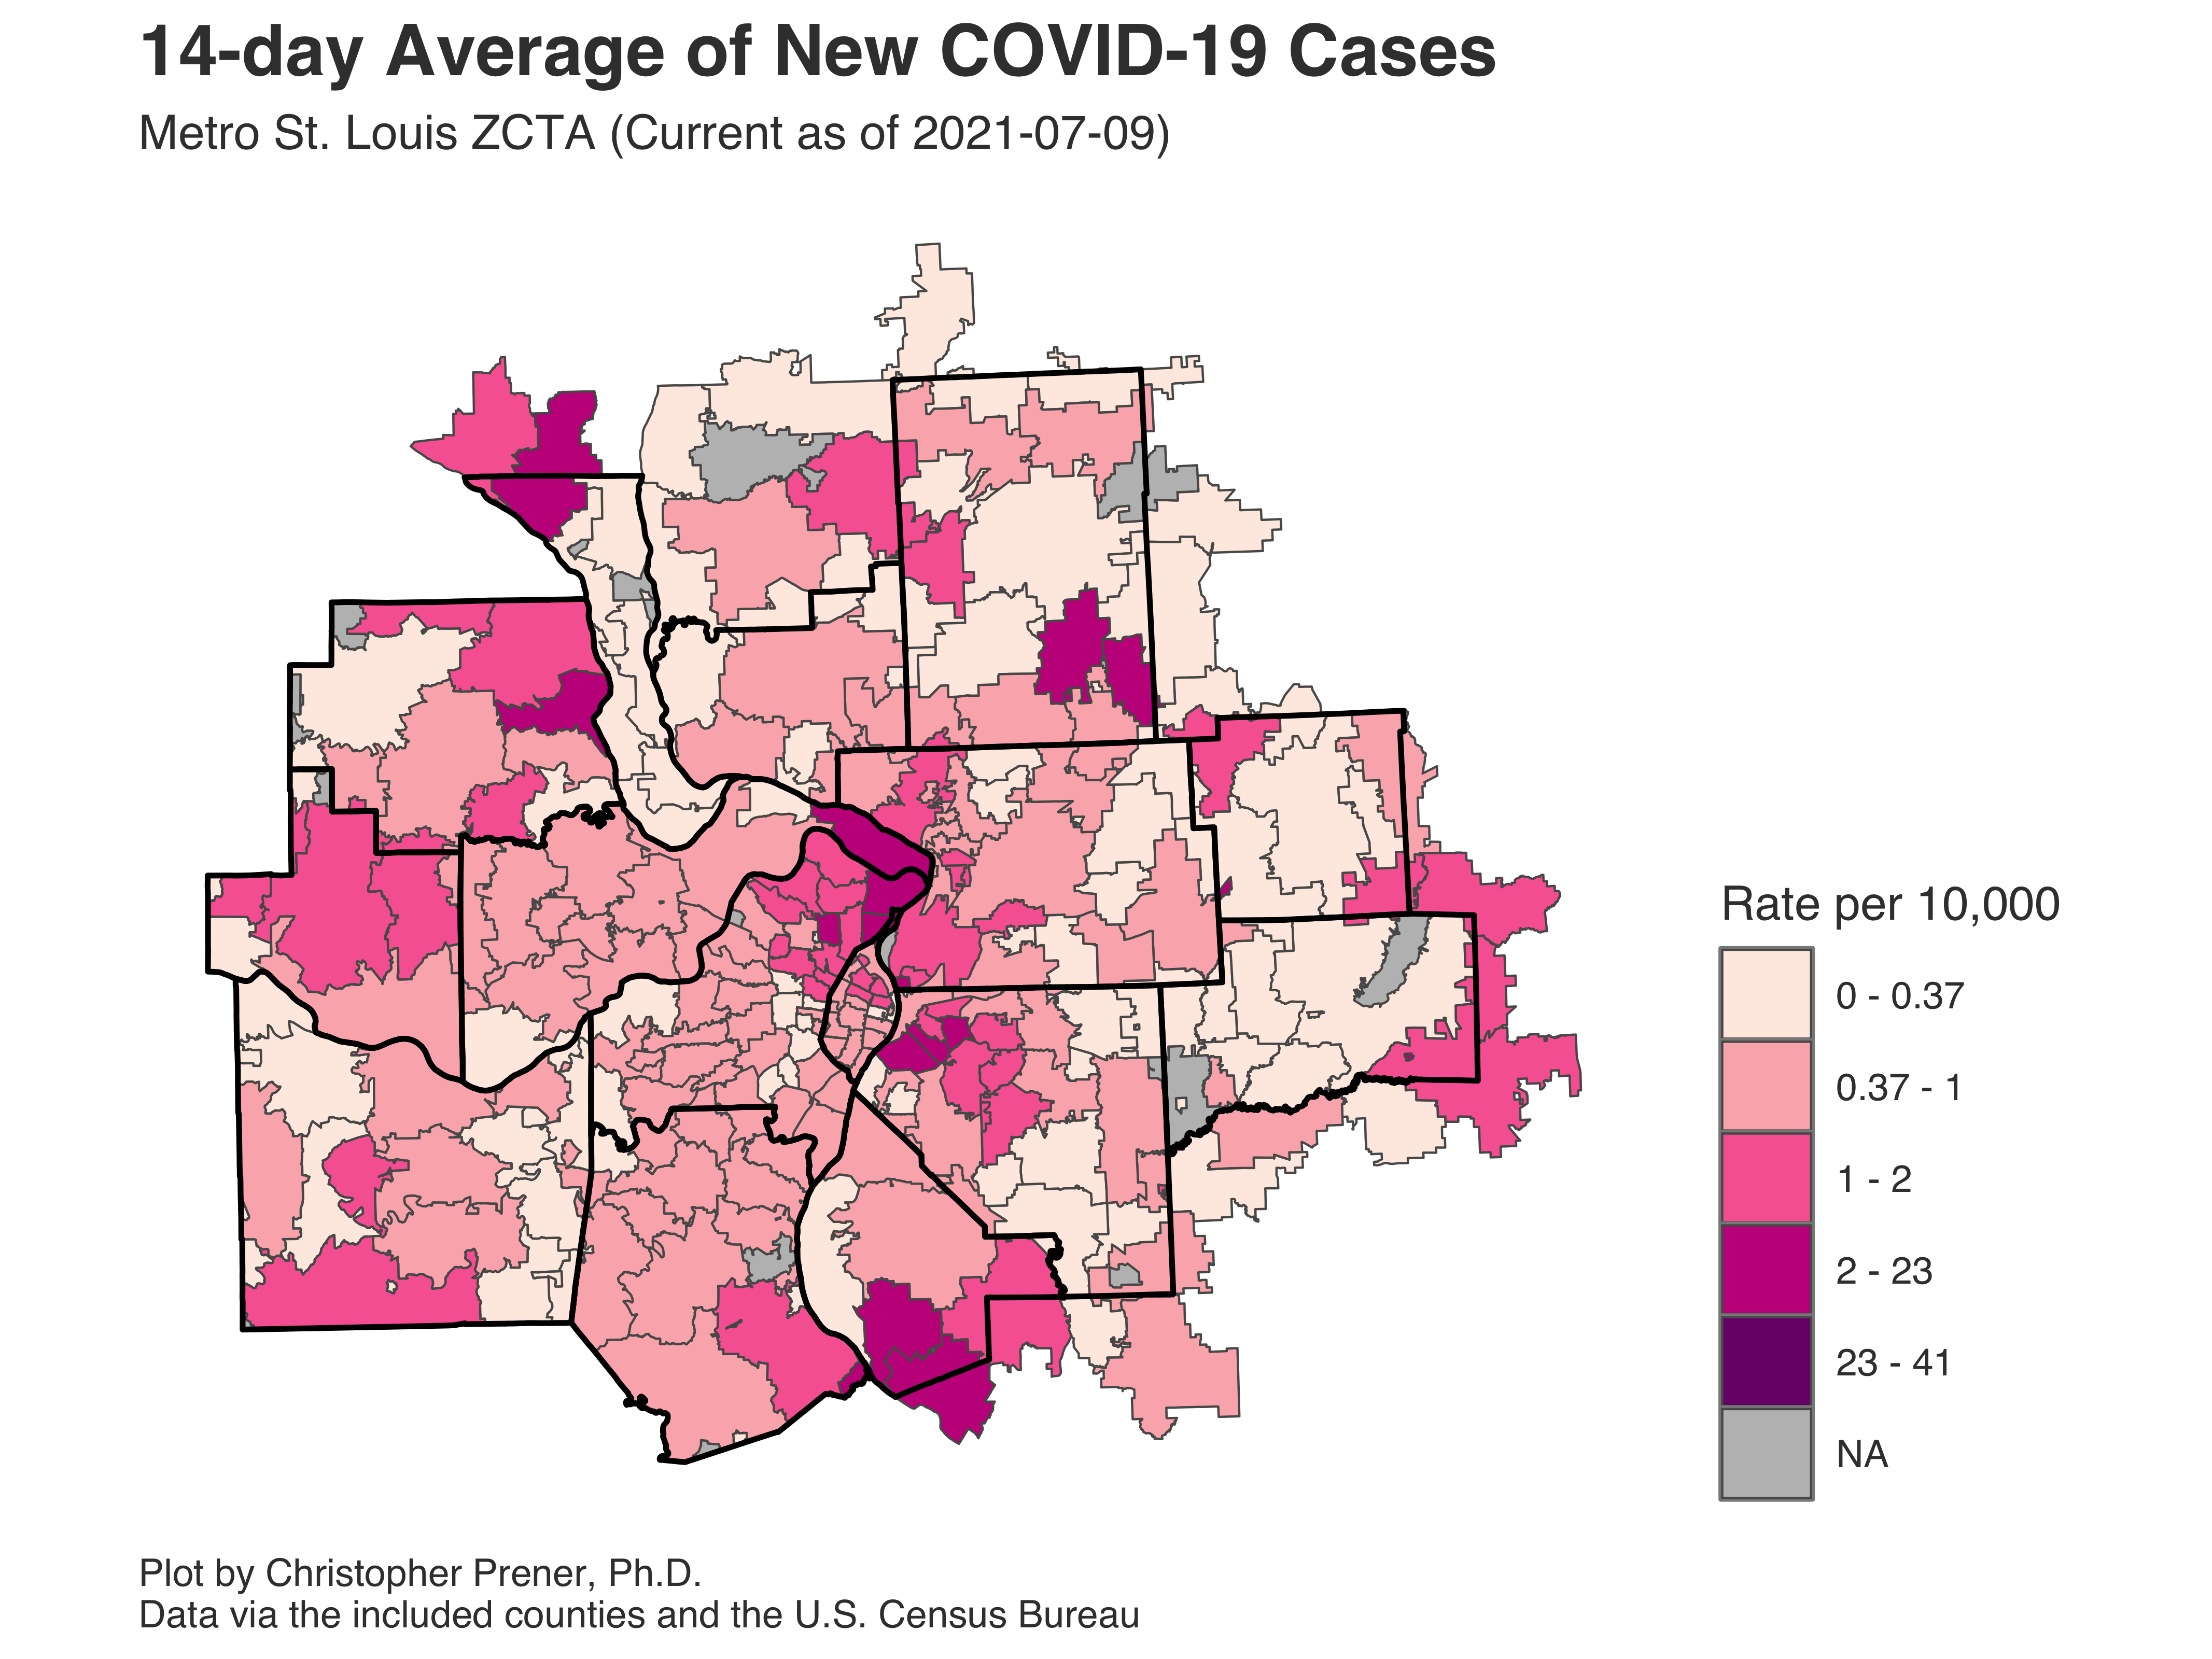 14-day Average of New COVID-19 Cases
Metro St. Louis ZCTA (Current as of 2021-07-09)
Rate per 10,000
0 - 0.37
0.37 - 1
1 - 2
2 - 23
23 - 41
NA
Plot by Christopher Prener, Ph.D.
Data via the included counties and the U.S. Census Bureau